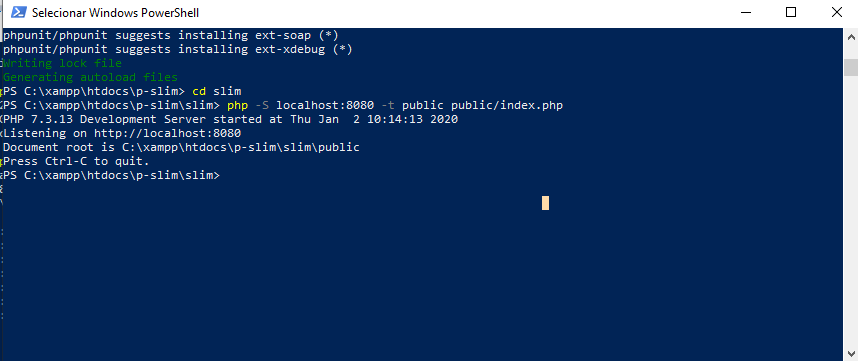 Selecionar Windows PowerShell
phpunit/phpunit suggests installing ext-soap (*)
phpunit/phpunit suggests installing ext-xdebug (*)
Writing lock file
Generating autoload files
PS C:\xampp\htdocs\p-slim> cd slim
PS C:\xampp\htdocs\p-slim\slim> php -S localhost:8080 -t public public/index.php
PHP 7.3.13 Development Server started at Thu Jan  2 10:14:13 2020
Listening on http://localhost:8080
Document root is C:\xampp\htdocs\p-slim\slim\public
Press Ctrl-C to quit.
PS C:\xampp\htdocs\p-slim\slim>